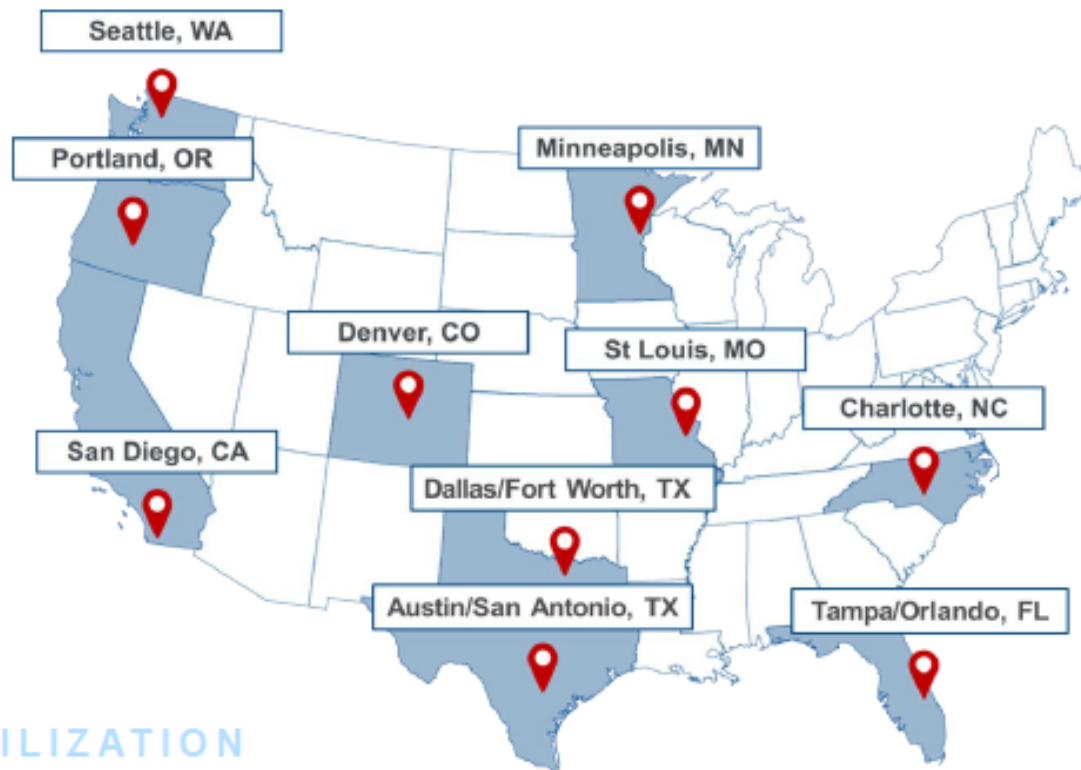 Seattle, WA
Portland, OR
Minneapolis, MN
Denver, CO
St Louis, MO
Charlotte, NC
San Diego, CA
Dallas/Fort Worth, TX
Austin/San Antonio, TX
Tampa/Orlando, FL
ILIZATION